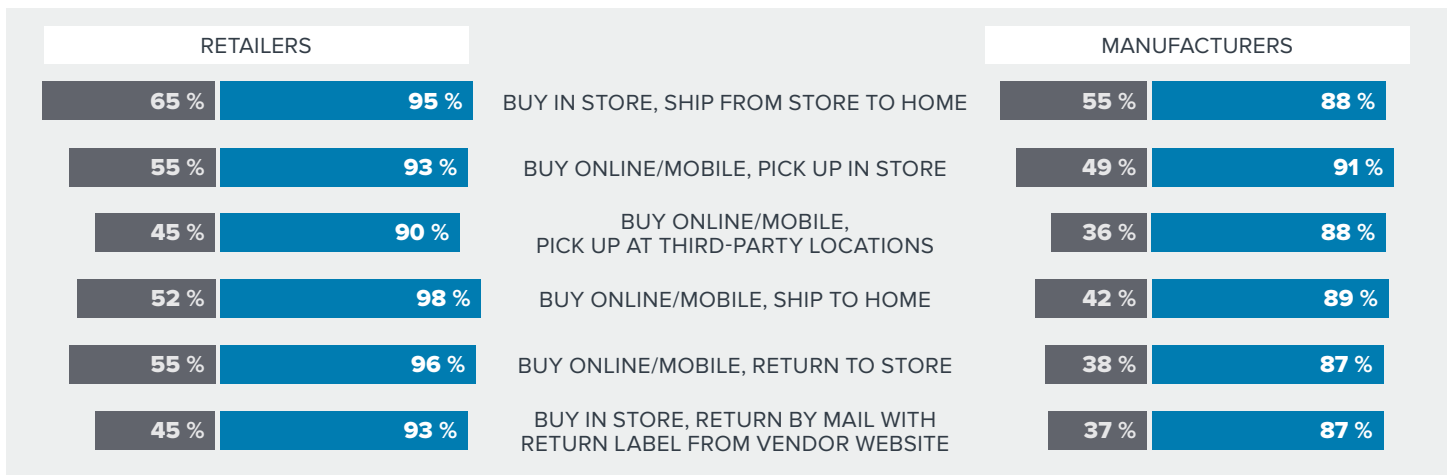 RETAILERS
MANUFACTURERS
65 %
95 %
BUY IN STORE, SHIP FROM STORE TO HOME
55 %
88 %
55 %
93 %
BUY ONLINE/MOBILE, PICK UP IN STORE
49 %
91 %
45 %
90 %
BUY ONLINE/MOBILE,
PICK UP AT THIRD-PARTY LOCATIONS
36 %
88 %
52 %
98 %
BUY ONLINE/MOBILE, SHIP TO HOME
42 %
89 %
55 %
96 %
BUY ONLINE/MOBILE, RETURN TO STORE
38 %
87 %
45 %
93 %
BUY IN STORE, RETURN BY MAIL WITH
RETURN LABEL FROM VENDOR WEBSITE
37 %
87 %